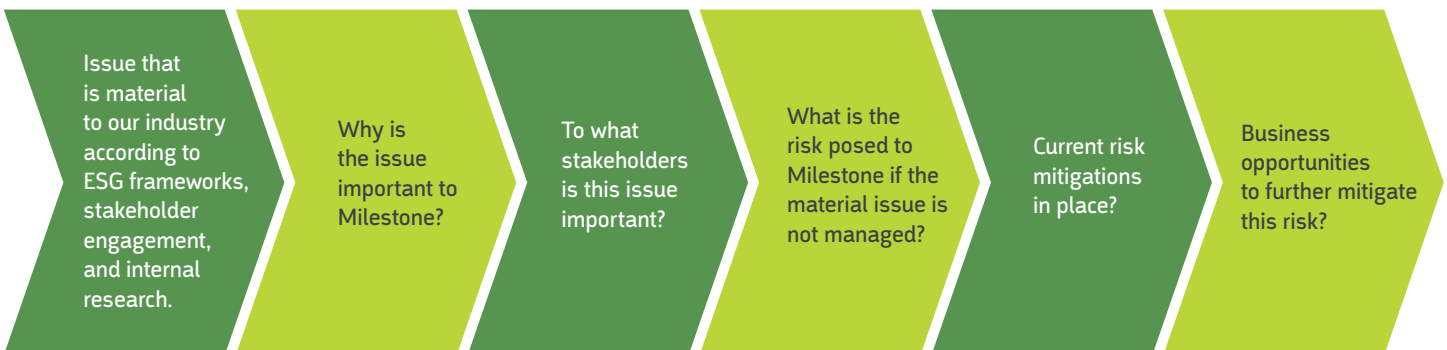 Issue that
is material
to our industry
according to
ESG frameworks,
stakeholder
engagement,
and internal
research.
Why is
the issue
important to
Milestone?
To what
stakeholders
is this issue
important?
What is the
risk posed to
Milestone if the
material issue is
not managed?
Current risk
mitigations
in place?
Business
opportunities
to further mitigate
this risk?